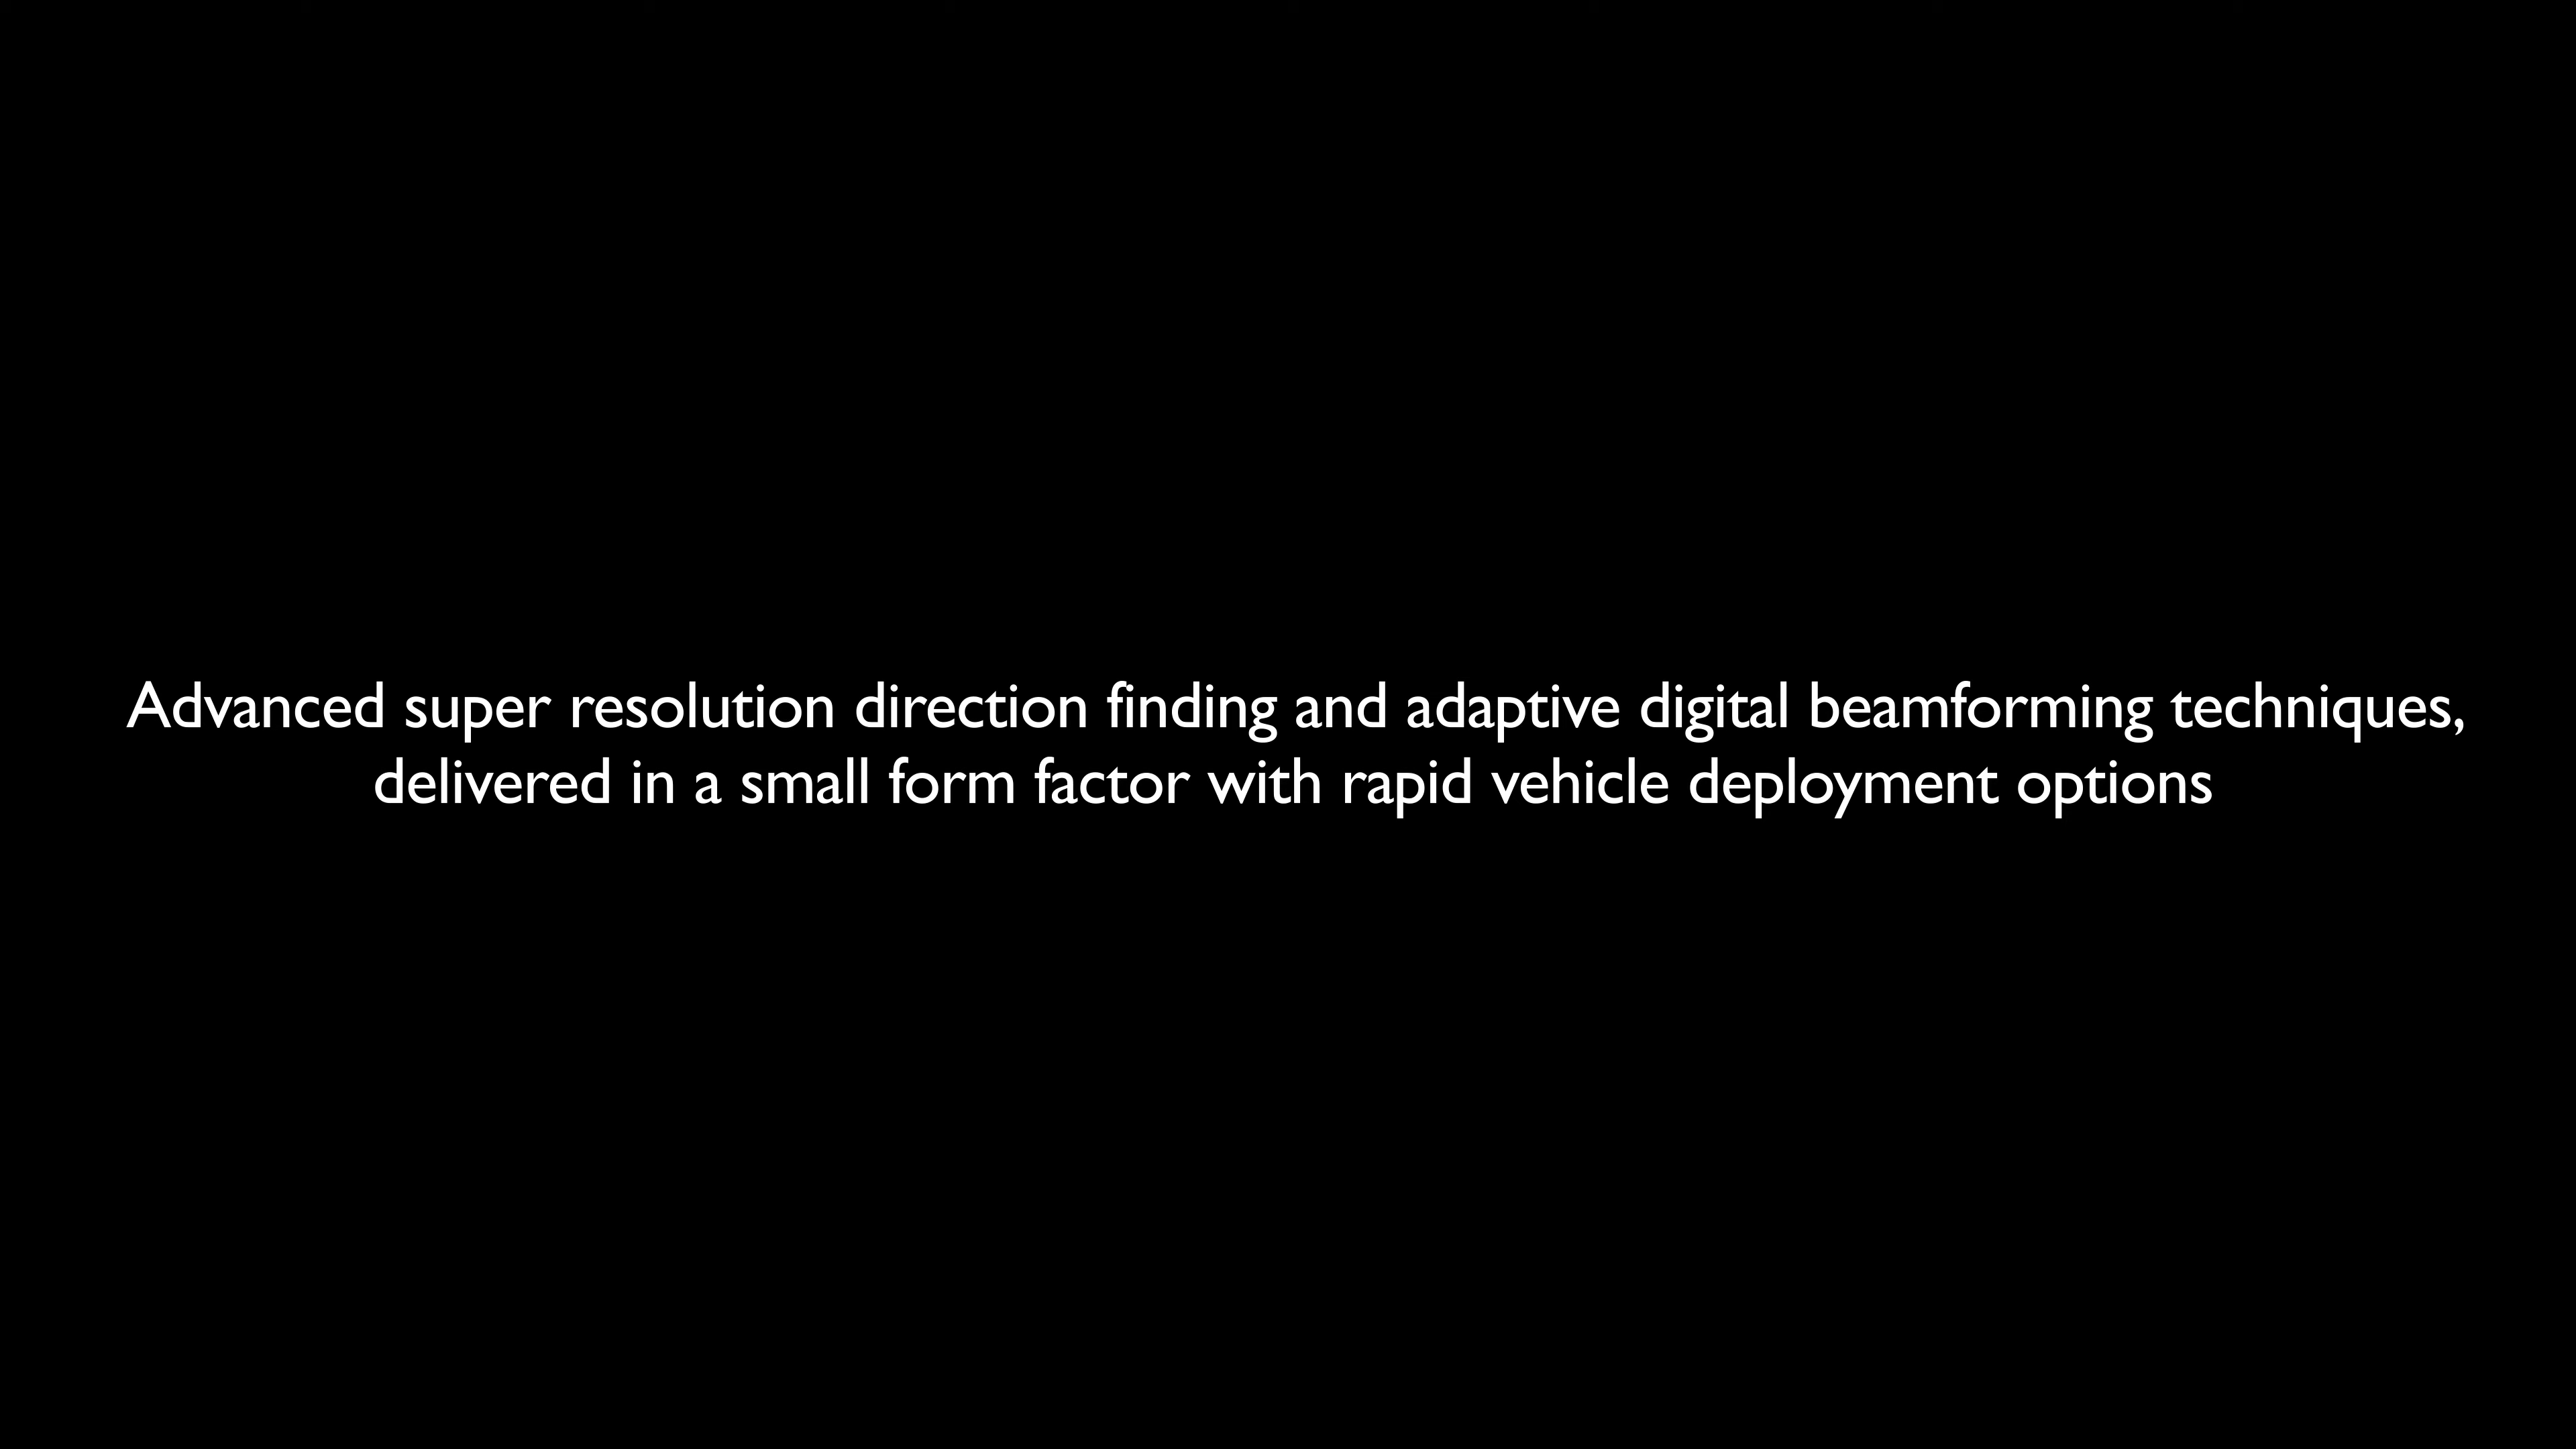 Advanced super resolution direction finding and adaptive digital beamforming techniques,
delivered in a small form factor with rapid vehicle deployment options